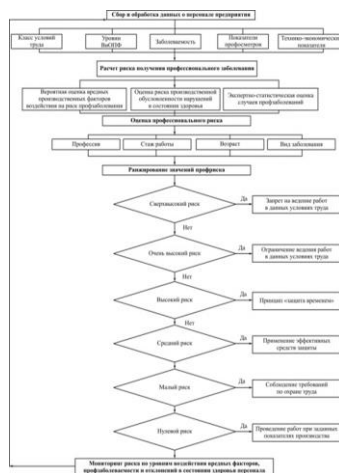 Сбор и обработка данных о персонале предприятия
Класс условий
труда
Уровни
ВиОПФ
Заболеваемость
Показатели
профосмотров
Технико-экономические
показатели
Расчет риска получения профессионального заболевания
Вероятная оценка вредных
производственных факторов
воздействия на риск профзаболевания
Оценка риска производственной
обусловленности нарушений
в состоянии здоровья
Экспертно-статистическая оценка
случаев профзаболеваний
Оценка профессионального риска
Профессия
Стаж работы
Возраст
Вид заболевания
Ранжирование значений профриска
Сверхвысокий риск
Да
Запрет на ведение работ
в данных условиях труда
Нет
Очень высокий риск
Да
Ограничение ведения работ
в данных условиях труда
Нет
Высокий риск
Да
Принцип «защита временем»
Нет
Средний риск
Да
Применение эффективных
средств защиты
Малый риск
Да
Соблюдение требований
по охране труда
Нулевой риск
Да
Проведение работ при заданных
показателях производства
Мониторинг риска по уровням воздействия вредных факторов,
профзаболеваемости и отклонений в состоянии здоровья персонала